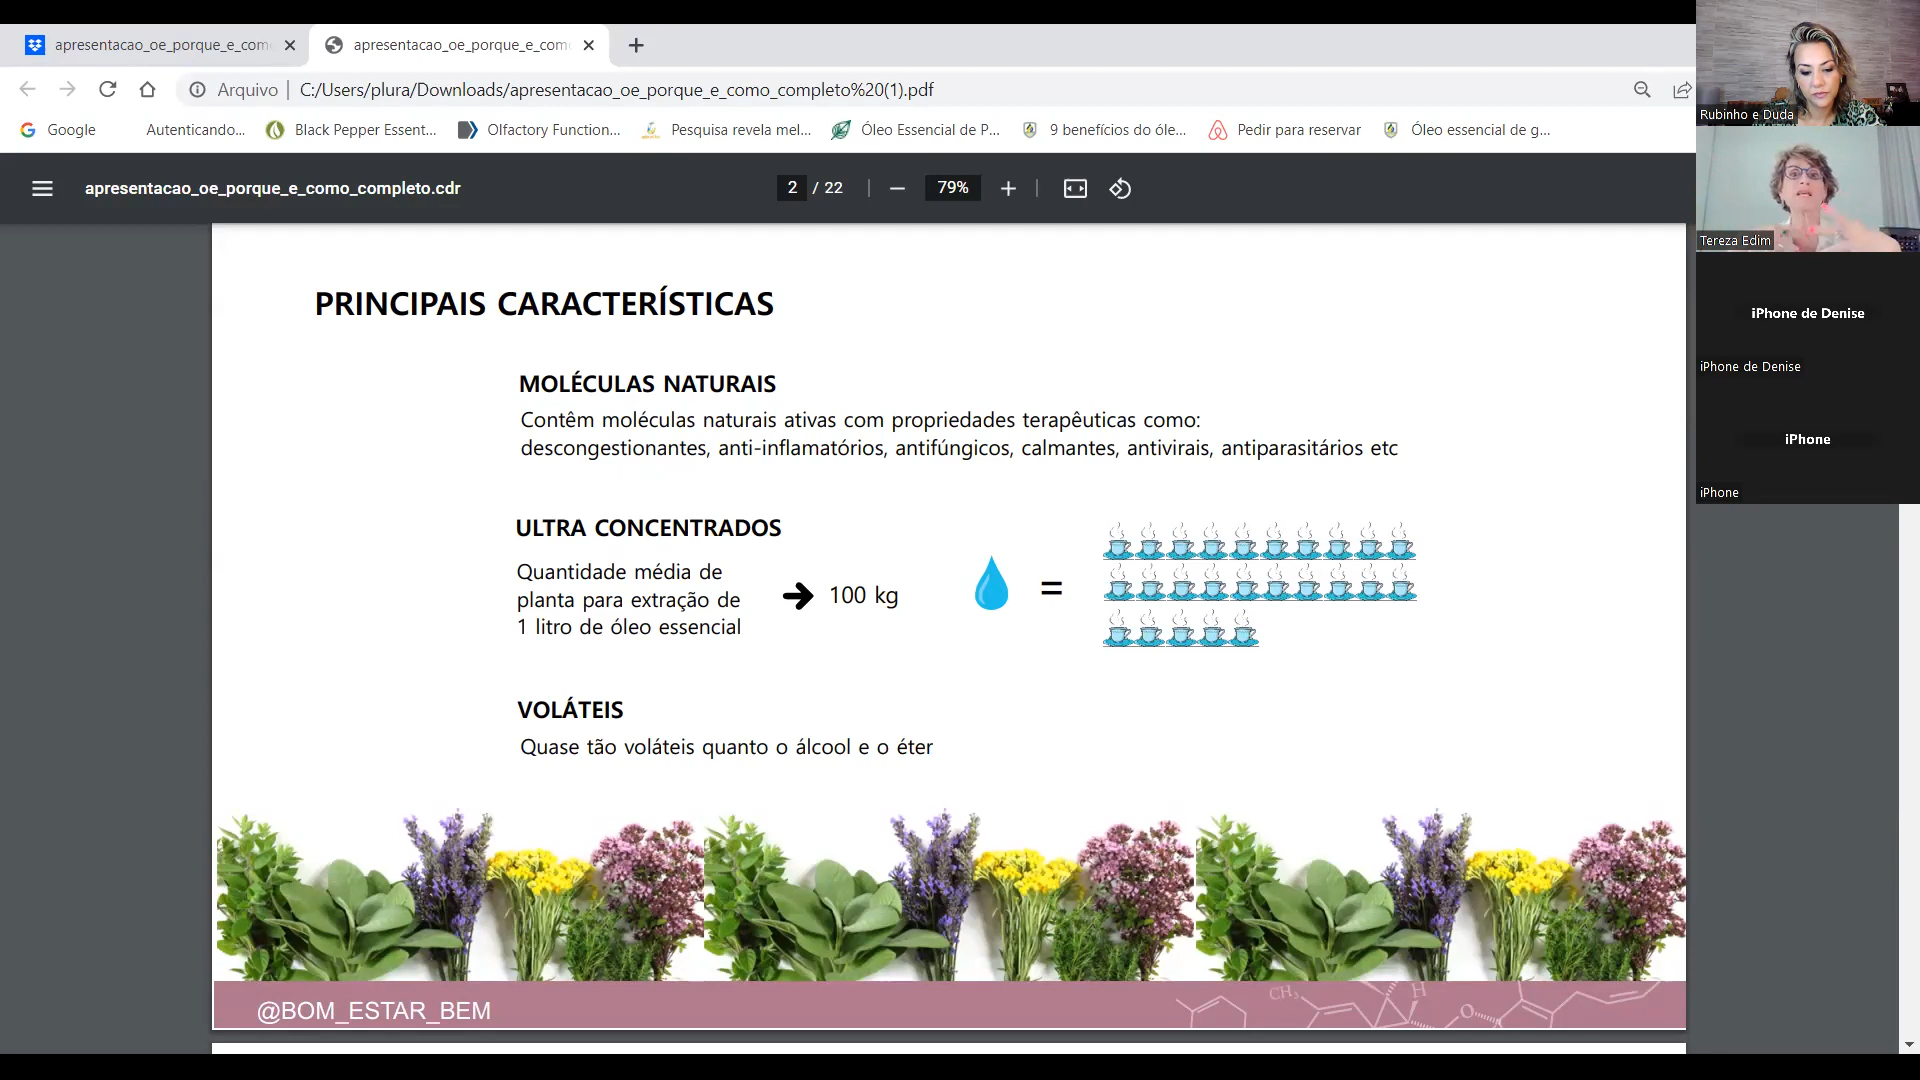 apresentacao_oe_porque_e_com
apresentacao_oe_porque_e_com
Arquivo | C:/Users/plura/Downloads/apresentacao_oe_porque_e_como_completo%20(1).pdf
Google
Autenticando...
Black Pepper Essent...
Olfactory Function...
Pesquisa revela mel...
Óleo Essencial de P...
9 benefícios do óle...
Pedir para reservar
Óleo essencial de g...
apresentacao_oe_porque_e_como_completo.cdr
2 / 22
79%
PRINCIPAIS CARACTERÍSTICAS
MOLÉCULAS NATURAIS
Contêm moléculas naturais ativas com propriedades terapêuticas como:
descongestionantes, anti-inflamatórios, antifúngicos, calmantes, antivirais, antiparasitários etc
ULTRA CONCENTRADOS
Quantidade média de
planta para extração de
1 litro de óleo essencial
100 kg
=
VOLÁTEIS
Quase tão voláteis quanto o álcool e o éter
@BOM_ESTAR_BEM
CH3
H
O
Rubinho e Duda
Tereza Edim
iPhone de Denise
iPhone de Denise
iPhone
iPhone